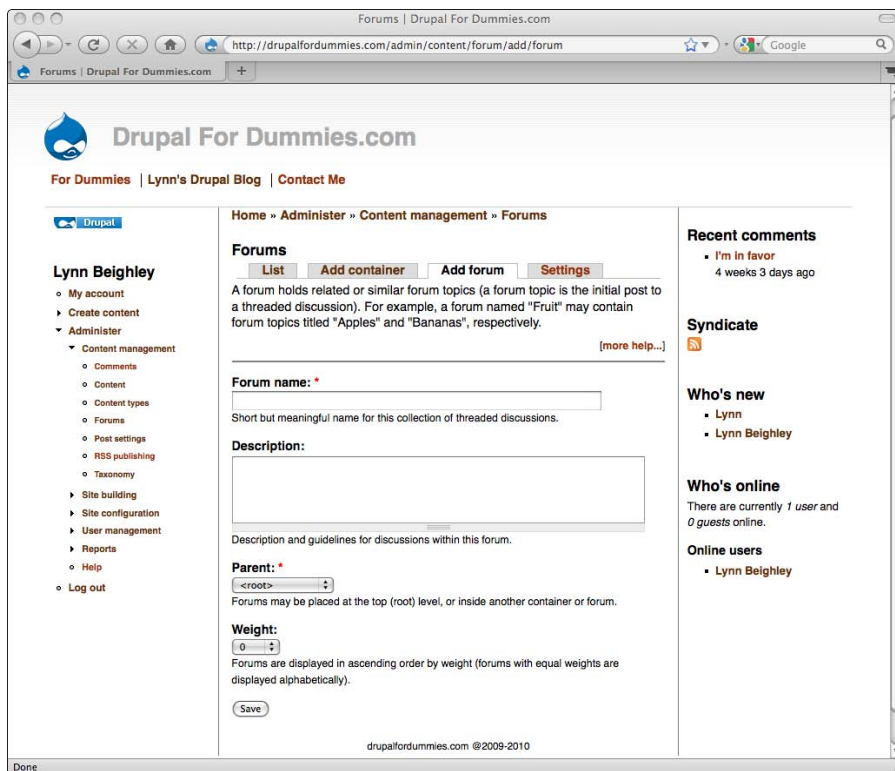 Forums | Drupal For Dummies.com
http://drupalfordummies.com/admin/content/forum/add/forum
Google
Forums | Drupal For Dummies.com
+
Drupal For Dummies.com
For Dummies | Lynn's Drupal Blog | Contact Me
Drupal
Lynn Beighley
My account
Create content
Administer
Content management
Comments
Content
Content types
Forums
Post settings
RSS publishing
Taxonomy
Site building
Site configuration
User management
Reports
Help
Log out
Home » Administer » Content management » Forums
Forums
List Add container Add forum Settings
A forum holds related or similar forum topics (a forum topic is the initial post to
a threaded discussion). For example, a forum named "Fruit" may contain
forum topics titled "Apples" and "Bananas", respectively.
[more help...]
Forum name: *
Short but meaningful name for this collection of threaded discussions.
Description:
Description and guidelines for discussions within this forum.
Parent: *
<root>
Forums may be placed at the top (root) level, or inside another container or forum.
Weight:
0
Forums are displayed in ascending order by weight (forums with equal weights are
displayed alphabetically).
Save
Recent comments
I'm in favor
4 weeks 3 days ago
Syndicate
Who's new
Lynn
Lynn Beighley
Who's online
There are currently 1 user and
0 guests online.
Online users
Lynn Beighley
drupalfordummies.com @2009-2010
Done